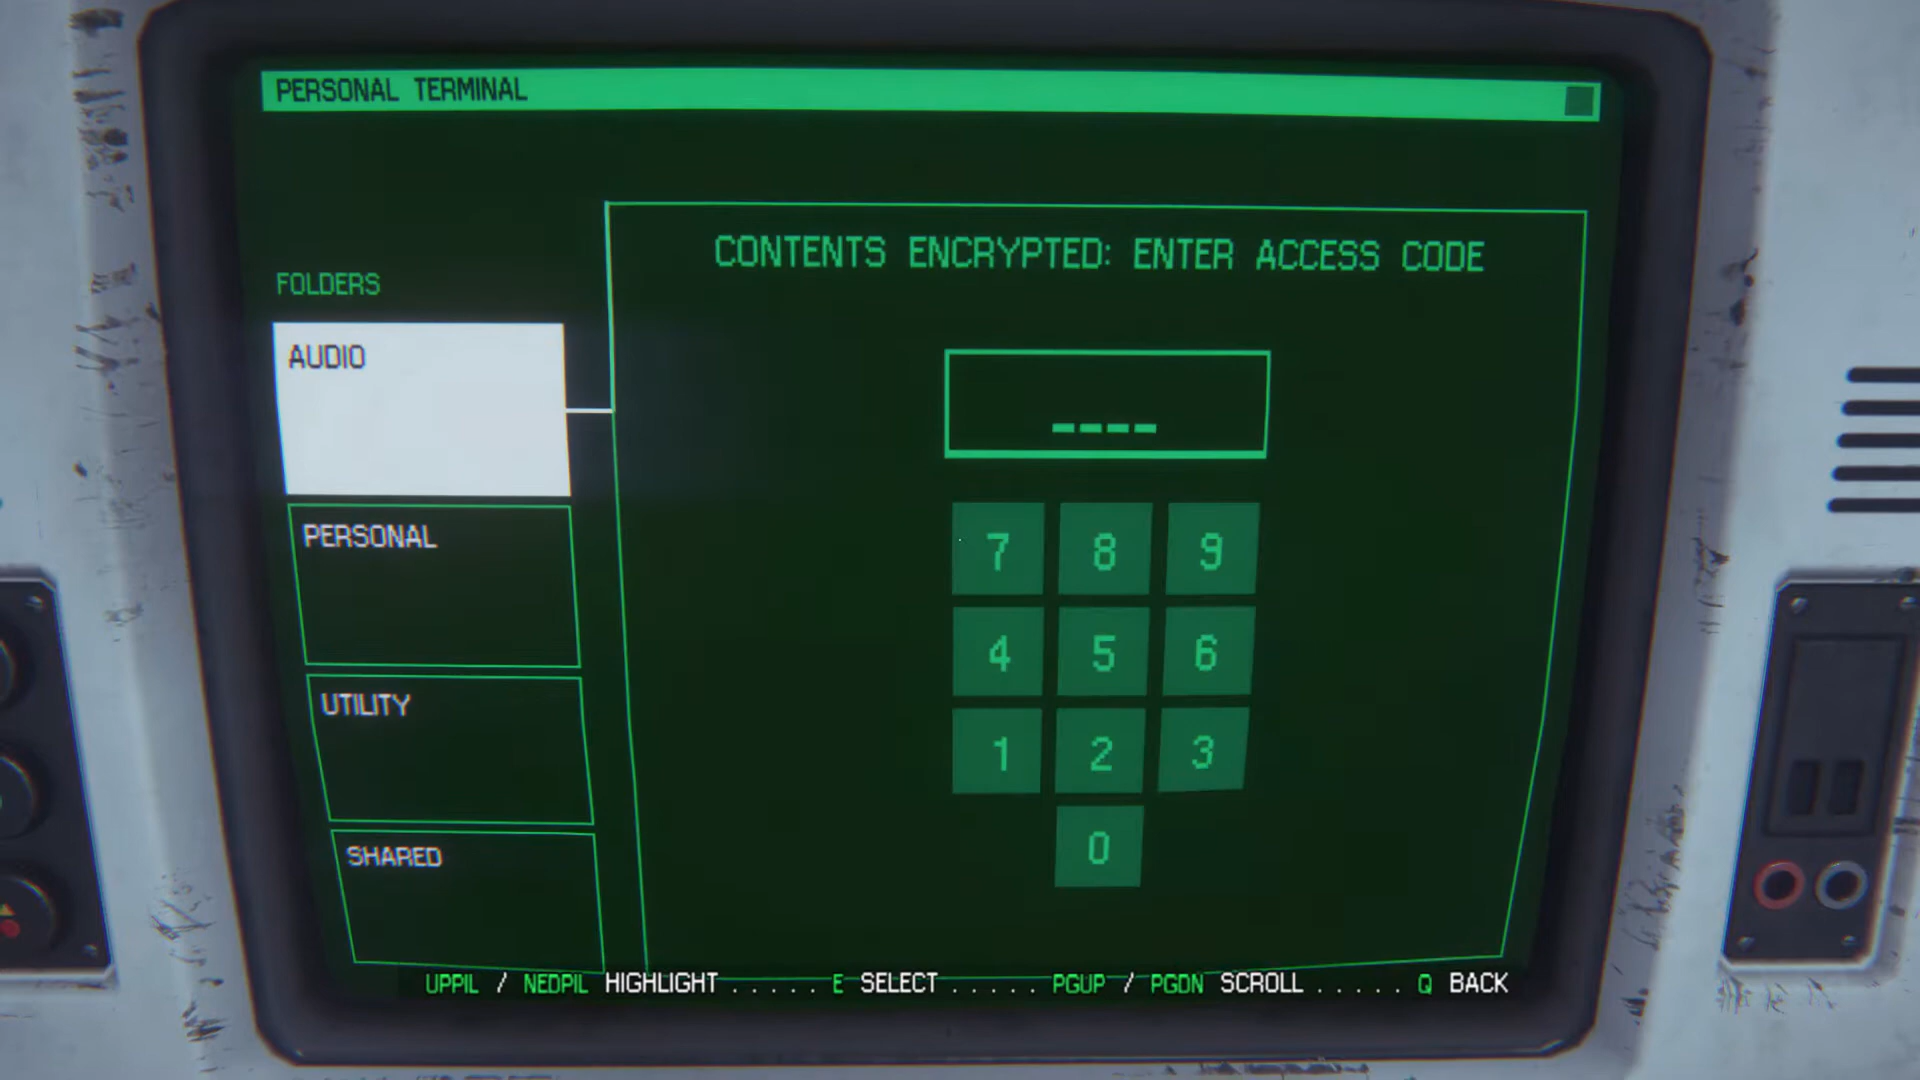 PERSONAL TERMINAL
CONTENTS ENCRYPTED: ENTER ACCESS CODE
FOLDERS
AUDIO
PERSONAL
UTILITY
SHARED
7 8 9
4 5 6
1 2 3
0
UPPIL / NEDPIL HIGHLIGHT ..... E SELECT ..... PGUP / PGDN SCROLL ..... Q BACK